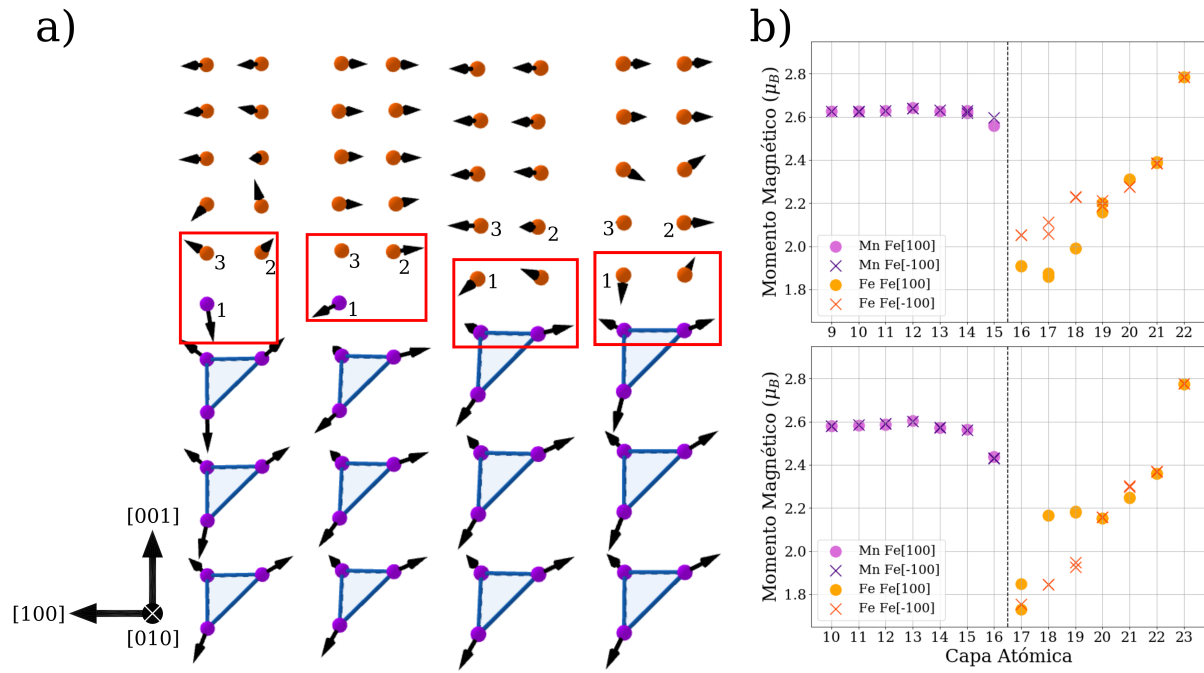 a)
3
2
1
3
2
1
3
2
1
3
2
1
[001]
[100]
[010]
b)
Momento Magnético (μB)
2.8
2.6
2.4
2.2
2.0
1.8
Mn Fe[100]
Mn Fe[-100]
Fe Fe[100]
Fe Fe[-100]
9 10 11 12 13 14 15 16 17 18 19 20 21 22
Momento Magnético (μB)
2.8
2.6
2.4
2.2
2.0
1.8
Mn Fe[100]
Mn Fe[-100]
Fe Fe[100]
Fe Fe[-100]
10 11 12 13 14 15 16 17 18 19 20 21 22 23
Capa Atómica